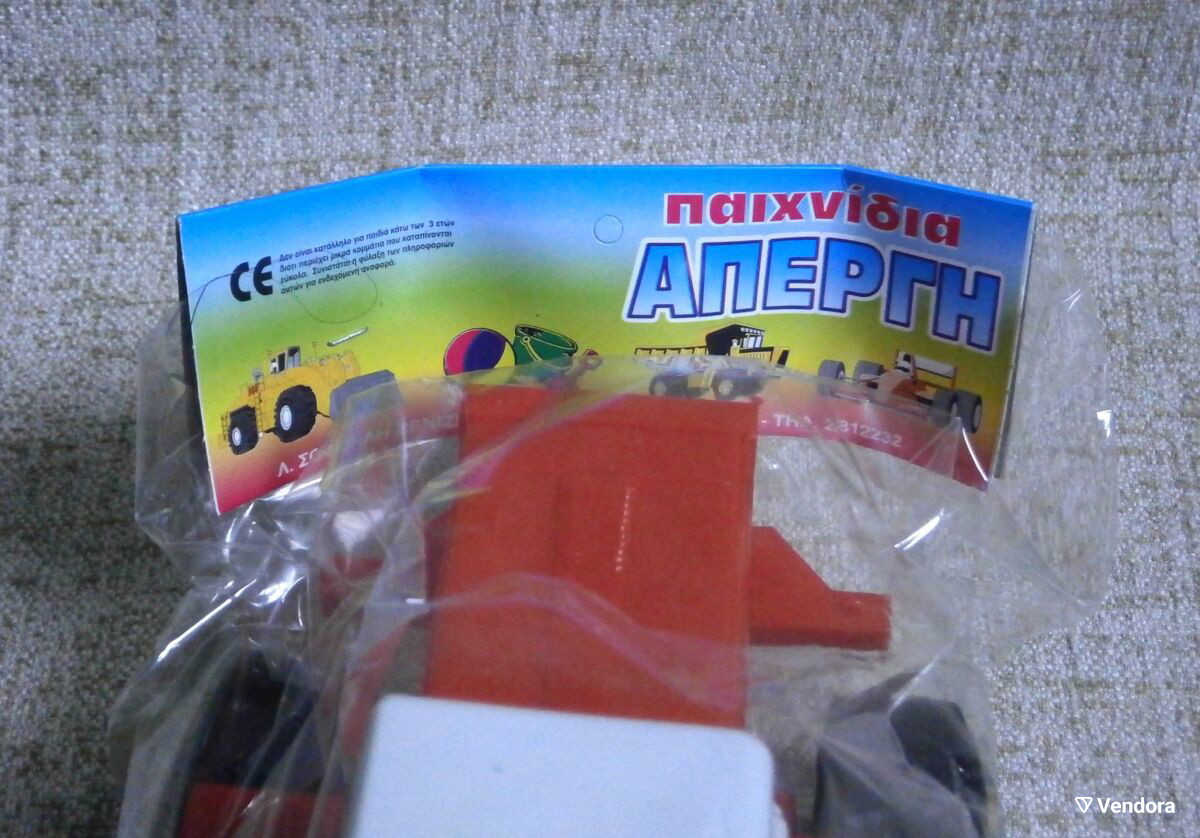 παιχνίδια
ΑΠΕΡΓΗ
CE
Δεν είναι κατάλληλο για παιδιά κάτω των 3 ετών
διότι περιέχει μικρα κομμάτια που καταπίνονται
εύκολα. Συνιστάται η φύλαξη των πληροφοριών
αυτών για ενδεχόμενη αναφορά.
- ΤΗΛ. 2812232
Vendora